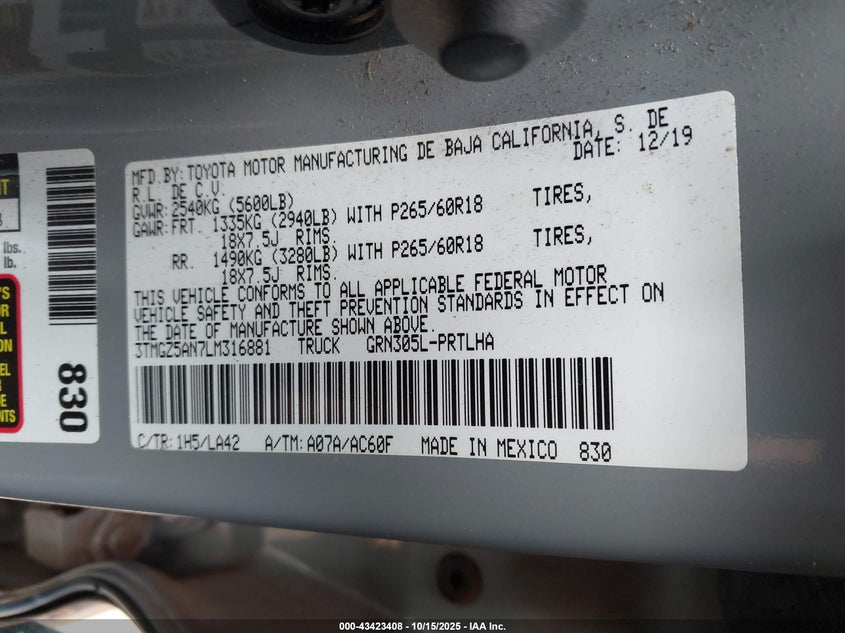 MFD.BY:TOYOTA MOTOR MANUFACTURING DE BAJA CALIFORNIA, S. DE
R.L. DE C.V. DATE: 12/19
GVWR:2540KG (5600LB)
GAWR:FRT. 1335KG (2940LB) WITH P265/60R18 TIRES,
18X7.5J RIMS.
RR. 1490KG (3280LB) WITH P265/60R18 TIRES,
18X7.5J RIMS.
THIS VEHICLE CONFORMS TO ALL APPLICABLE FEDERAL MOTOR
VEHICLE SAFETY AND THEFT PREVENTION STANDARDS IN EFFECT ON
THE DATE OF MANUFACTURE SHOWN ABOVE.
3TMGZ5AN7LM316881 TRUCK GRN305L-PRTLHA
C/TR:1H5/LA42 A/TM:A07A/AC60F MADE IN MEXICO 830
lbs.
lb.
830
000-43423408 - 10/15/2025 - IAA Inc.